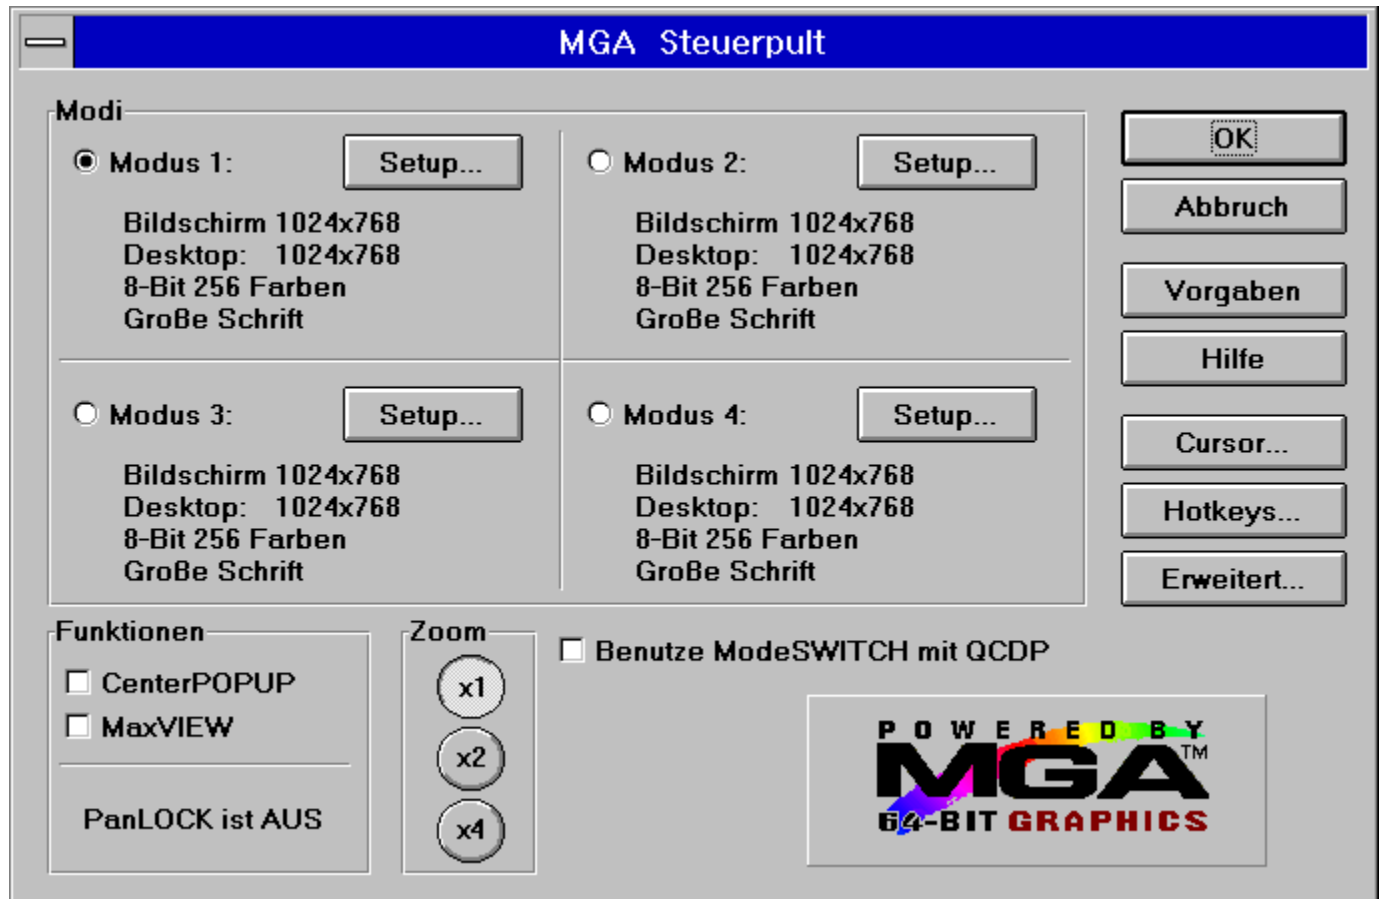 MGA Steuerpult
Modi
Modus 1:
Setup...
Bildschirm 1024x768
Desktop: 1024x768
8-Bit 256 Farben
Große Schrift
Modus 2:
Setup...
Bildschirm 1024x768
Desktop: 1024x768
8-Bit 256 Farben
Große Schrift
Modus 3:
Setup...
Bildschirm 1024x768
Desktop: 1024x768
8-Bit 256 Farben
Große Schrift
Modus 4:
Setup...
Bildschirm 1024x768
Desktop: 1024x768
8-Bit 256 Farben
Große Schrift
OK
Abbruch
Vorgaben
Hilfe
Cursor...
Hotkeys...
Erweitert...
Funktionen
CenterPOPUP
MaxVIEW
PanLOCK ist AUS
Zoom
x1
x2
x4
Benutze ModeSWITCH mit QCDP
POWERED BY
MGA™
64-BIT GRAPHICS